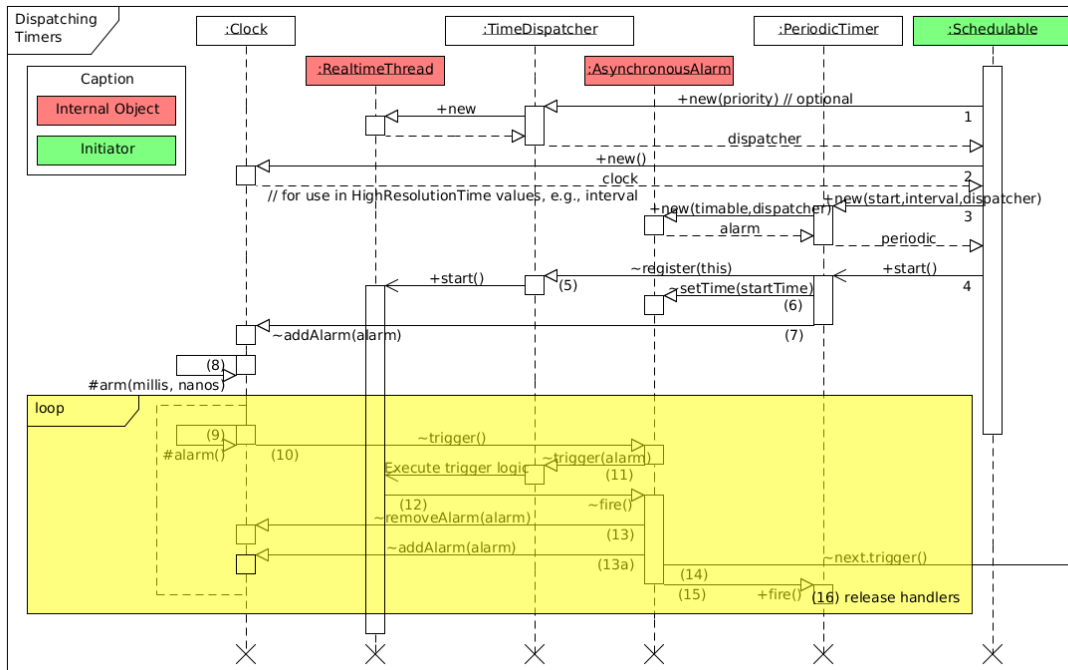 Dispatching
Timers
:Clock
:TimeDispatcher
:PeriodicTimer
:Schedulable
:RealtimeThread
:AsynchronousAlarm
Caption
Internal Object
Initiator
+new(priority) // optional
1
+new
dispatcher
+new()
2
clock
// for use in HighResolutionTime values, e.g., interval
+new(start,interval,dispatcher)
3
+new(timable,dispatcher)
alarm
periodic
+start()
4
~register(this)
(5)
+start()
~setTime(startTime)
(6)
~addAlarm(alarm)
(7)
(8)
#arm(millis, nanos)
loop
(9)
#alarm()
~trigger()
(10)
~trigger(alarm)
(11)
Execute trigger logic
(12)
~fire()
~removeAlarm(alarm)
(13)
~addAlarm(alarm)
(13a)
~next.trigger()
(14)
(15)
+fire()
(16) release handlers